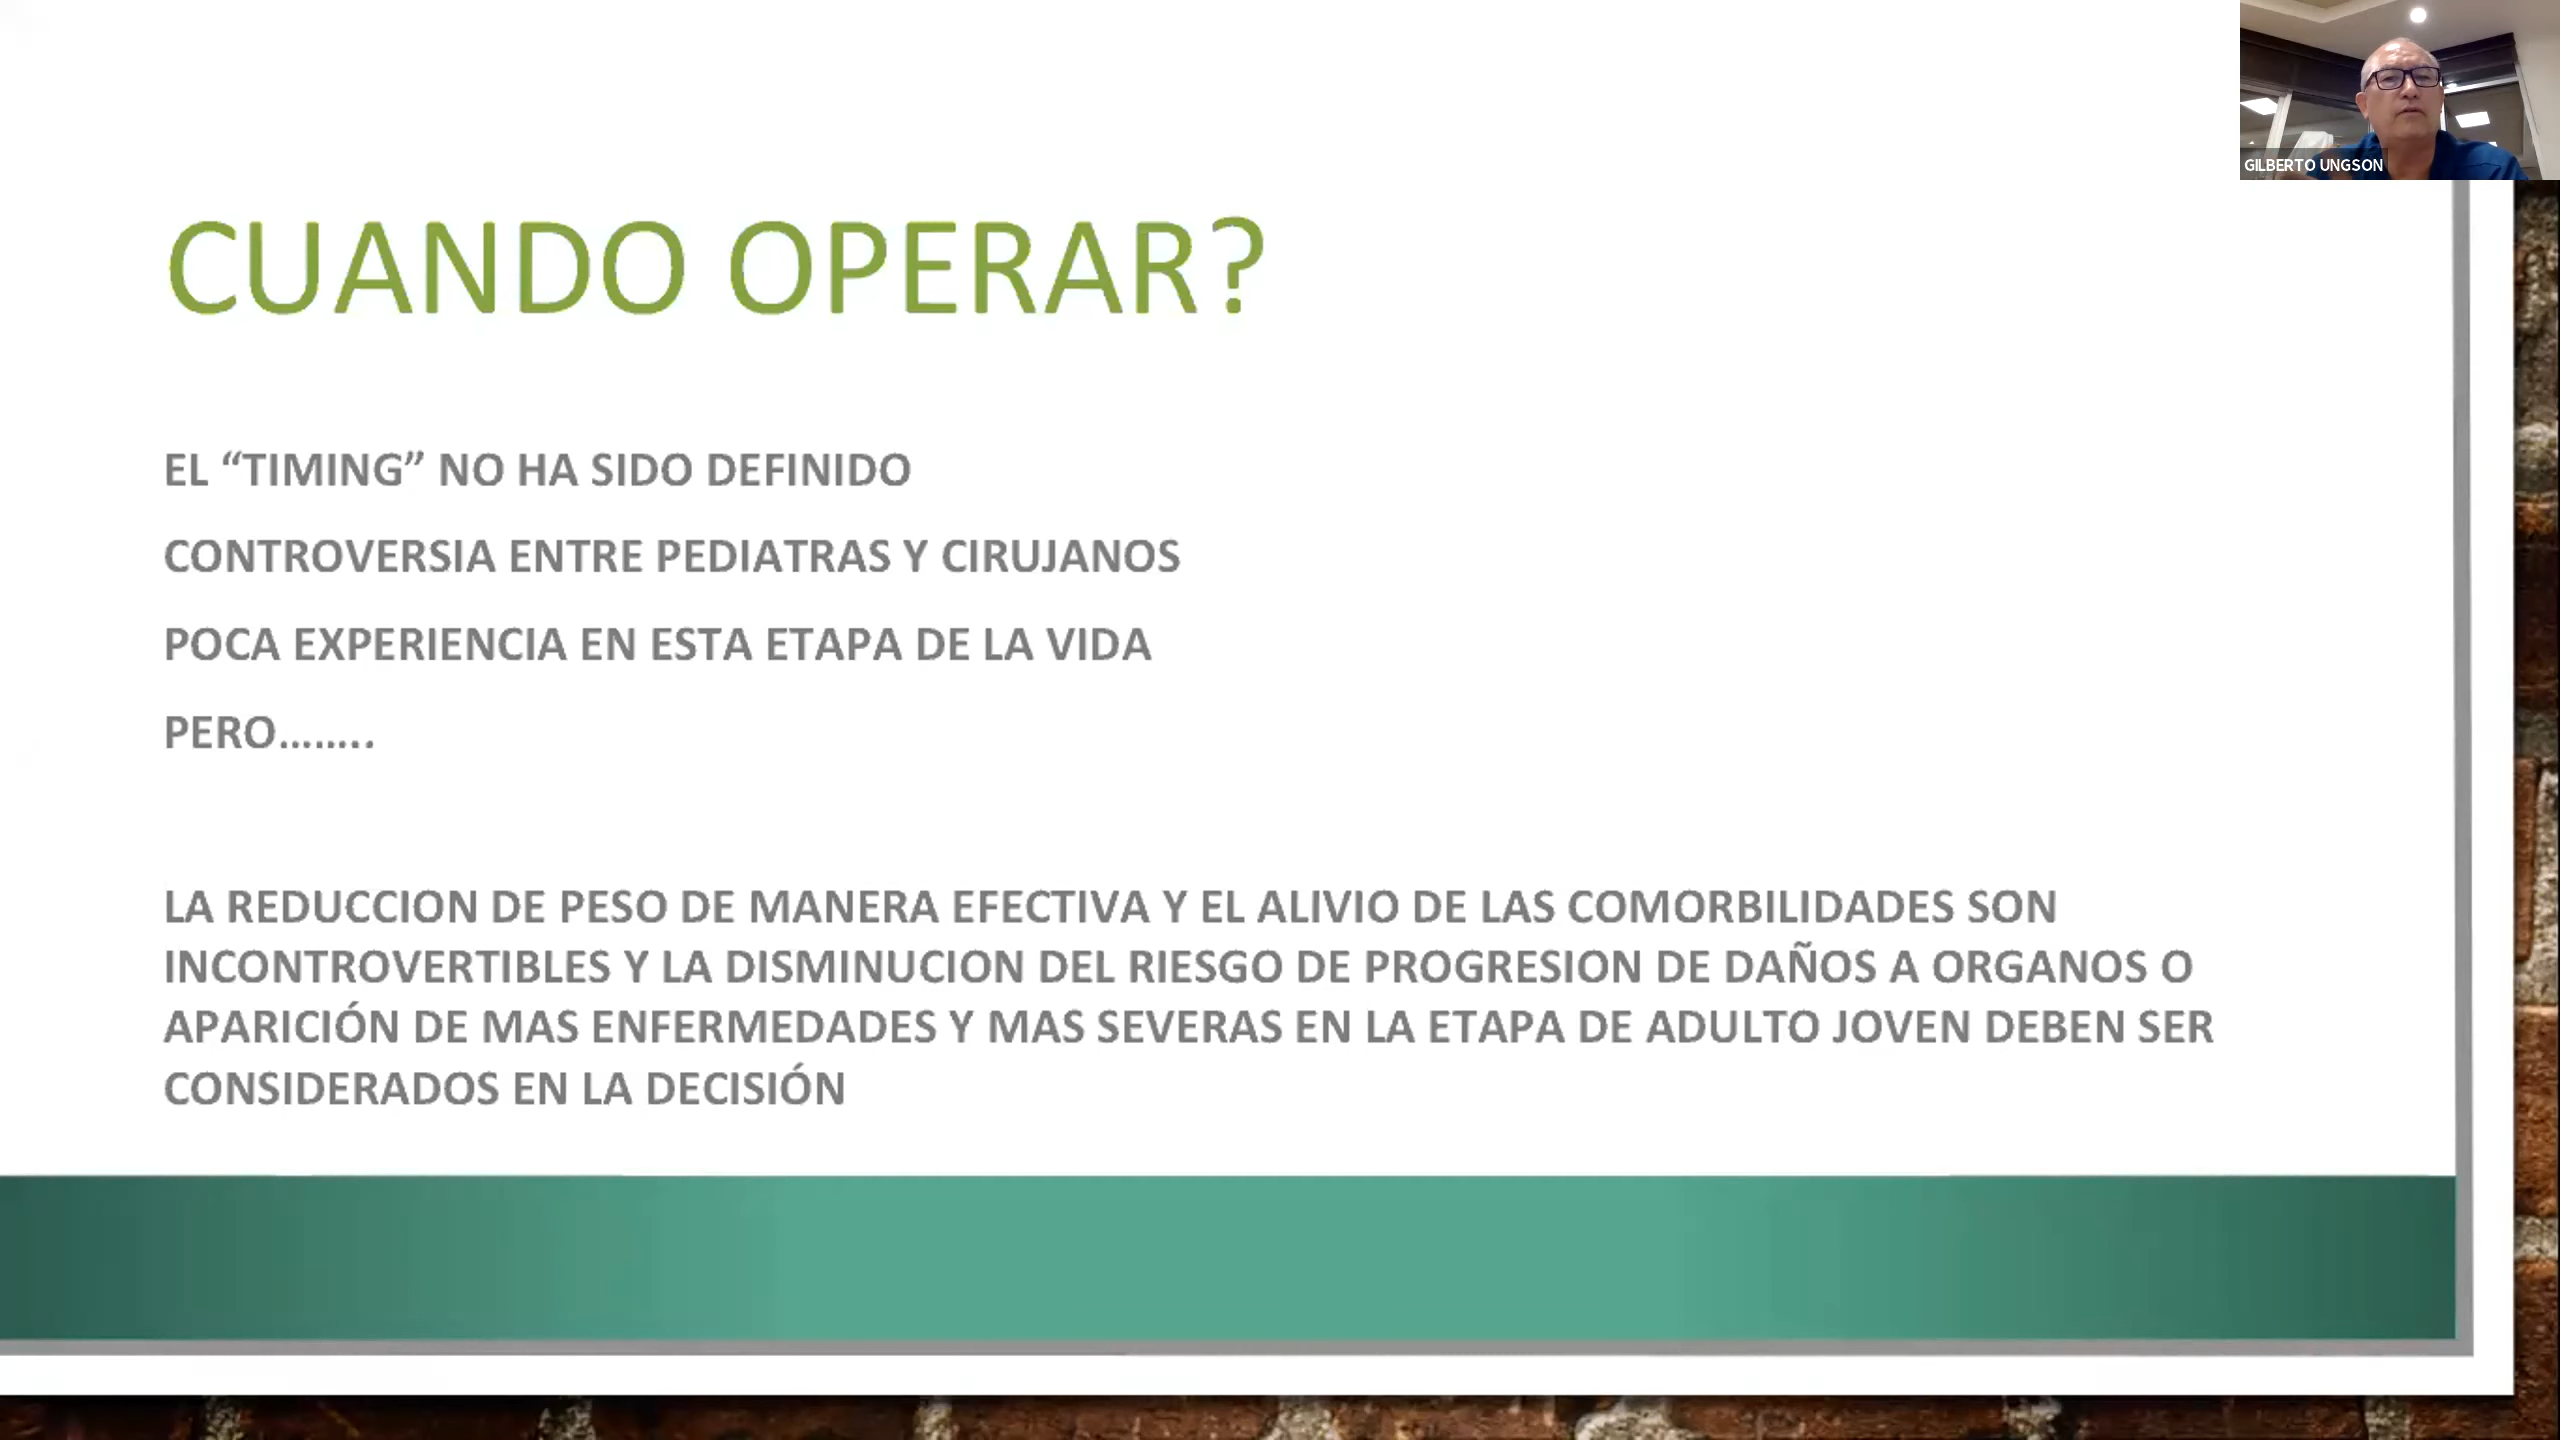 GILBERTO UNGSON
CUANDO OPERAR?
EL “TIMING” NO HA SIDO DEFINIDO
CONTROVERSIA ENTRE PEDIATRAS Y CIRUJANOS
POCA EXPERIENCIA EN ESTA ETAPA DE LA VIDA
PERO........
LA REDUCCION DE PESO DE MANERA EFECTIVA Y EL ALIVIO DE LAS COMORBILIDADES SON
INCONTROVERTIBLES Y LA DISMINUCION DEL RIESGO DE PROGRESION DE DAÑOS A ORGANOS O
APARICIÓN DE MAS ENFERMEDADES Y MAS SEVERAS EN LA ETAPA DE ADULTO JOVEN DEBEN SER
CONSIDERADOS EN LA DECISIÓN